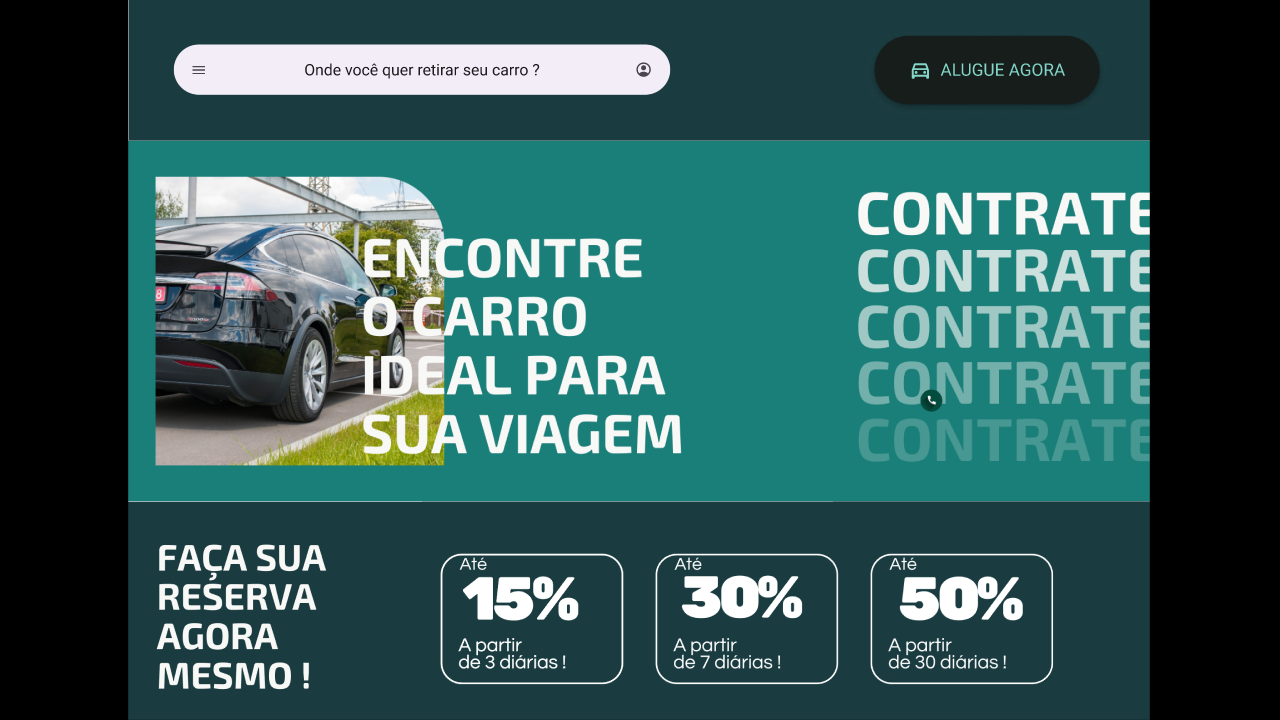 Onde você quer retirar seu carro ?
ALUGUE AGORA
ENCONTRE
O CARRO
IDEAL PARA
SUA VIAGEM
CONTRATE
CONTRATE
CONTRATE
CONTRATE
CONTRATE
FAÇA SUA
RESERVA
AGORA
MESMO !
Até
15%
A partir
de 3 diárias !
Até
30%
A partir
de 7 diárias !
Até
50%
A partir
de 30 diárias !